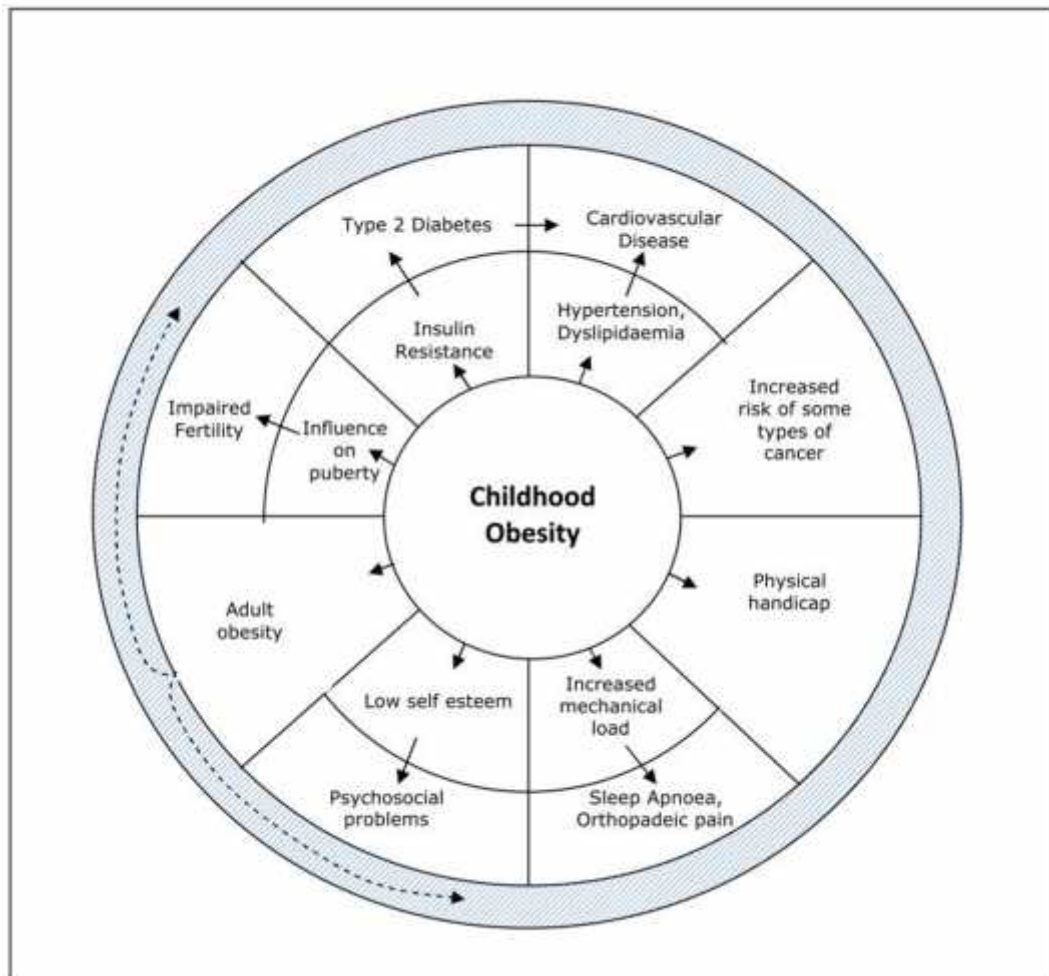 Type 2 Diabetes
Cardiovascular
Disease
Insulin
Resistance
Hypertension,
Dyslipidaemia
Impaired
Fertility
Influence
on
puberty
Increased
risk of some
types of
cancer
Childhood
Obesity
Adult
obesity
Physical
handicap
Low self esteem
Increased
mechanical
load
Psychosocial
problems
Sleep Apnoea,
Orthopadeic pain